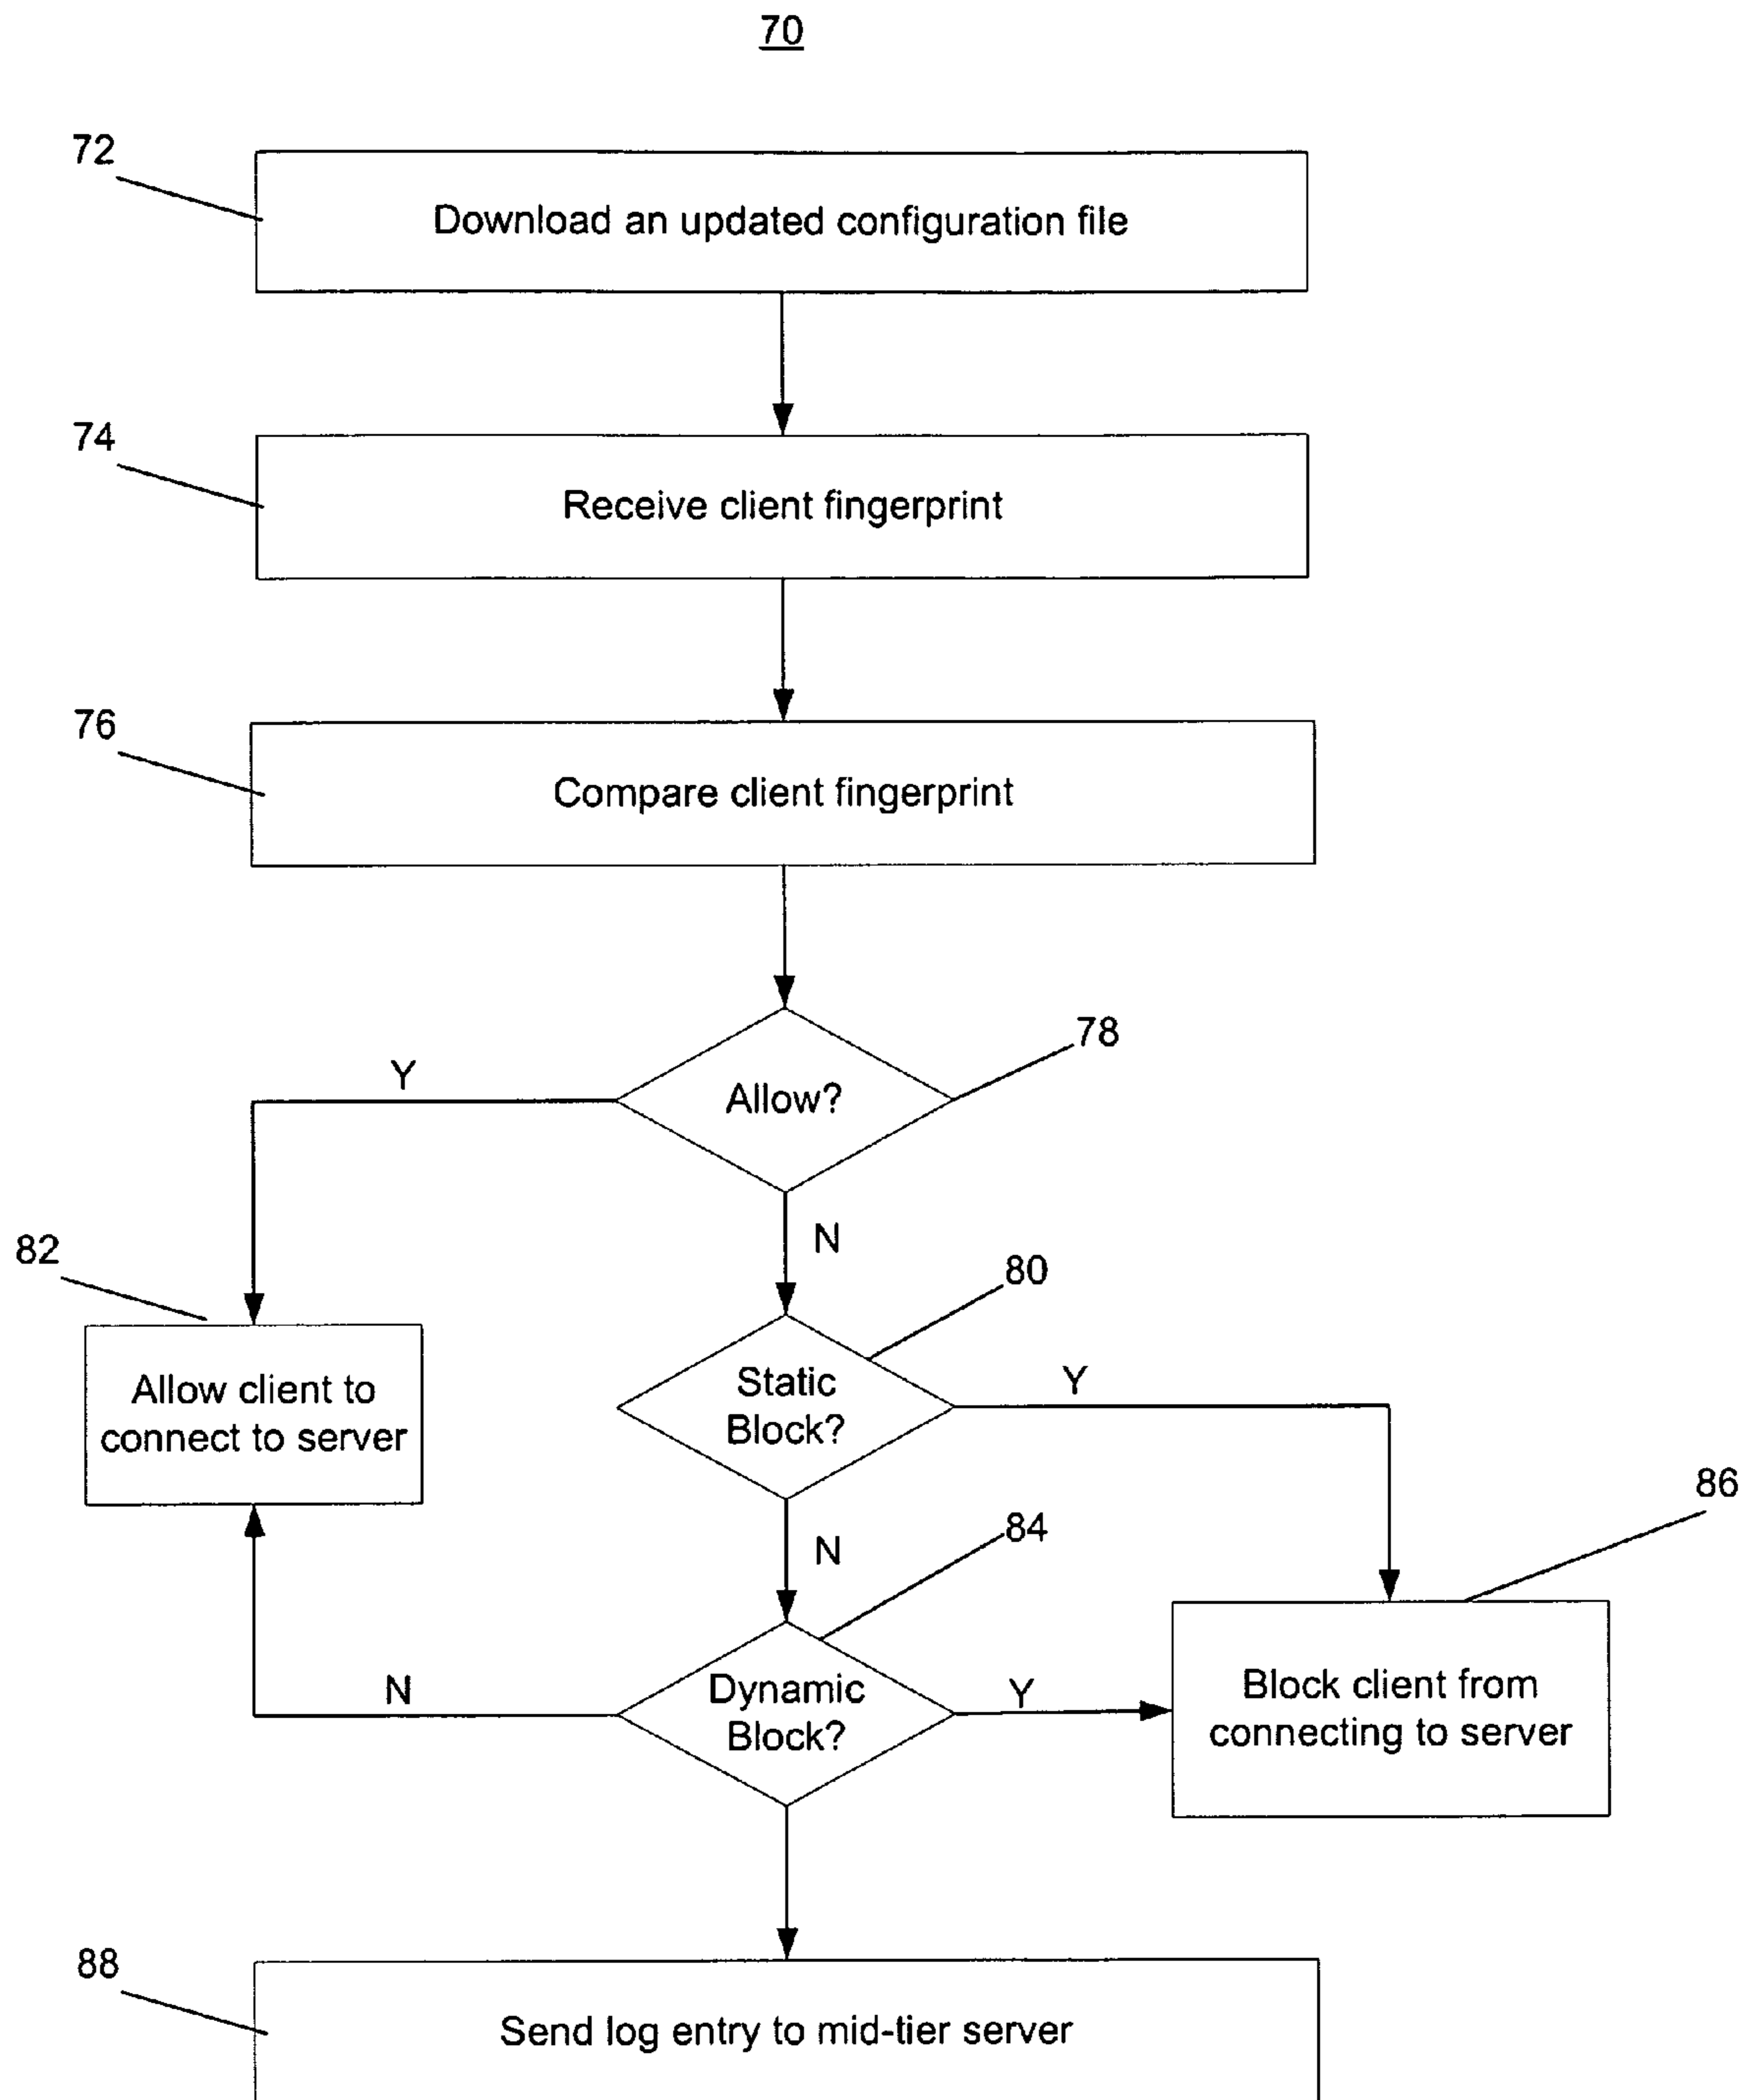 70
72
Download an updated configuration file
74
Receive client fingerprint
76
Compare client fingerprint
78
Allow?
Y
N
82
80
Allow client to
connect to server
Static
Block?
Y
86
N
84
Dynamic
Block?
N
Y
Block client from
connecting to server
88
Send log entry to mid-tier server